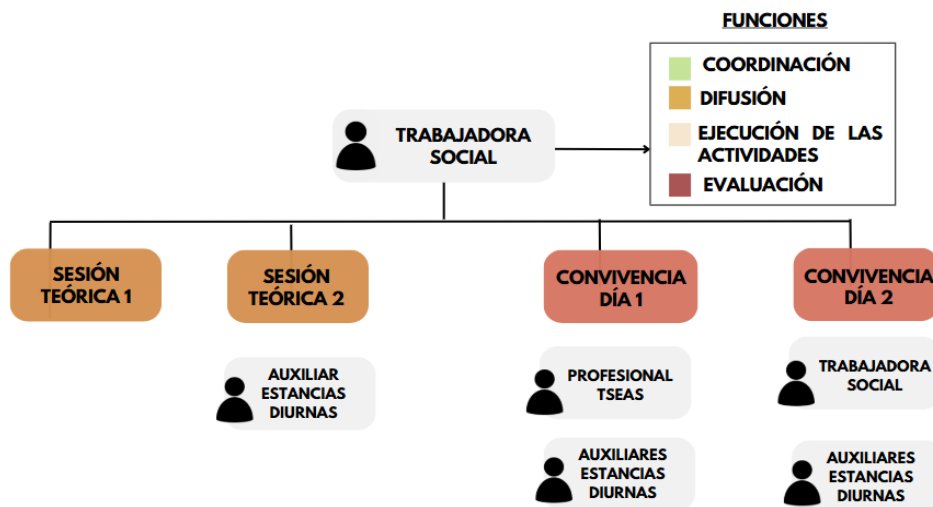 FUNCIONES
COORDINACIÓN
DIFUSIÓN
EJECUCIÓN DE LAS
ACTIVIDADES
EVALUACIÓN
TRABAJADORA
SOCIAL
SESIÓN
TEÓRICA 1
SESIÓN
TEÓRICA 2
CONVIVENCIA
DÍA 1
CONVIVENCIA
DÍA 2
AUXILIAR
ESTANCIAS
DIURNAS
PROFESIONAL
TSEAS
TRABAJADORA
SOCIAL
AUXILIARES
ESTANCIAS
DIURNAS
AUXILIARES
ESTANCIAS
DIURNAS